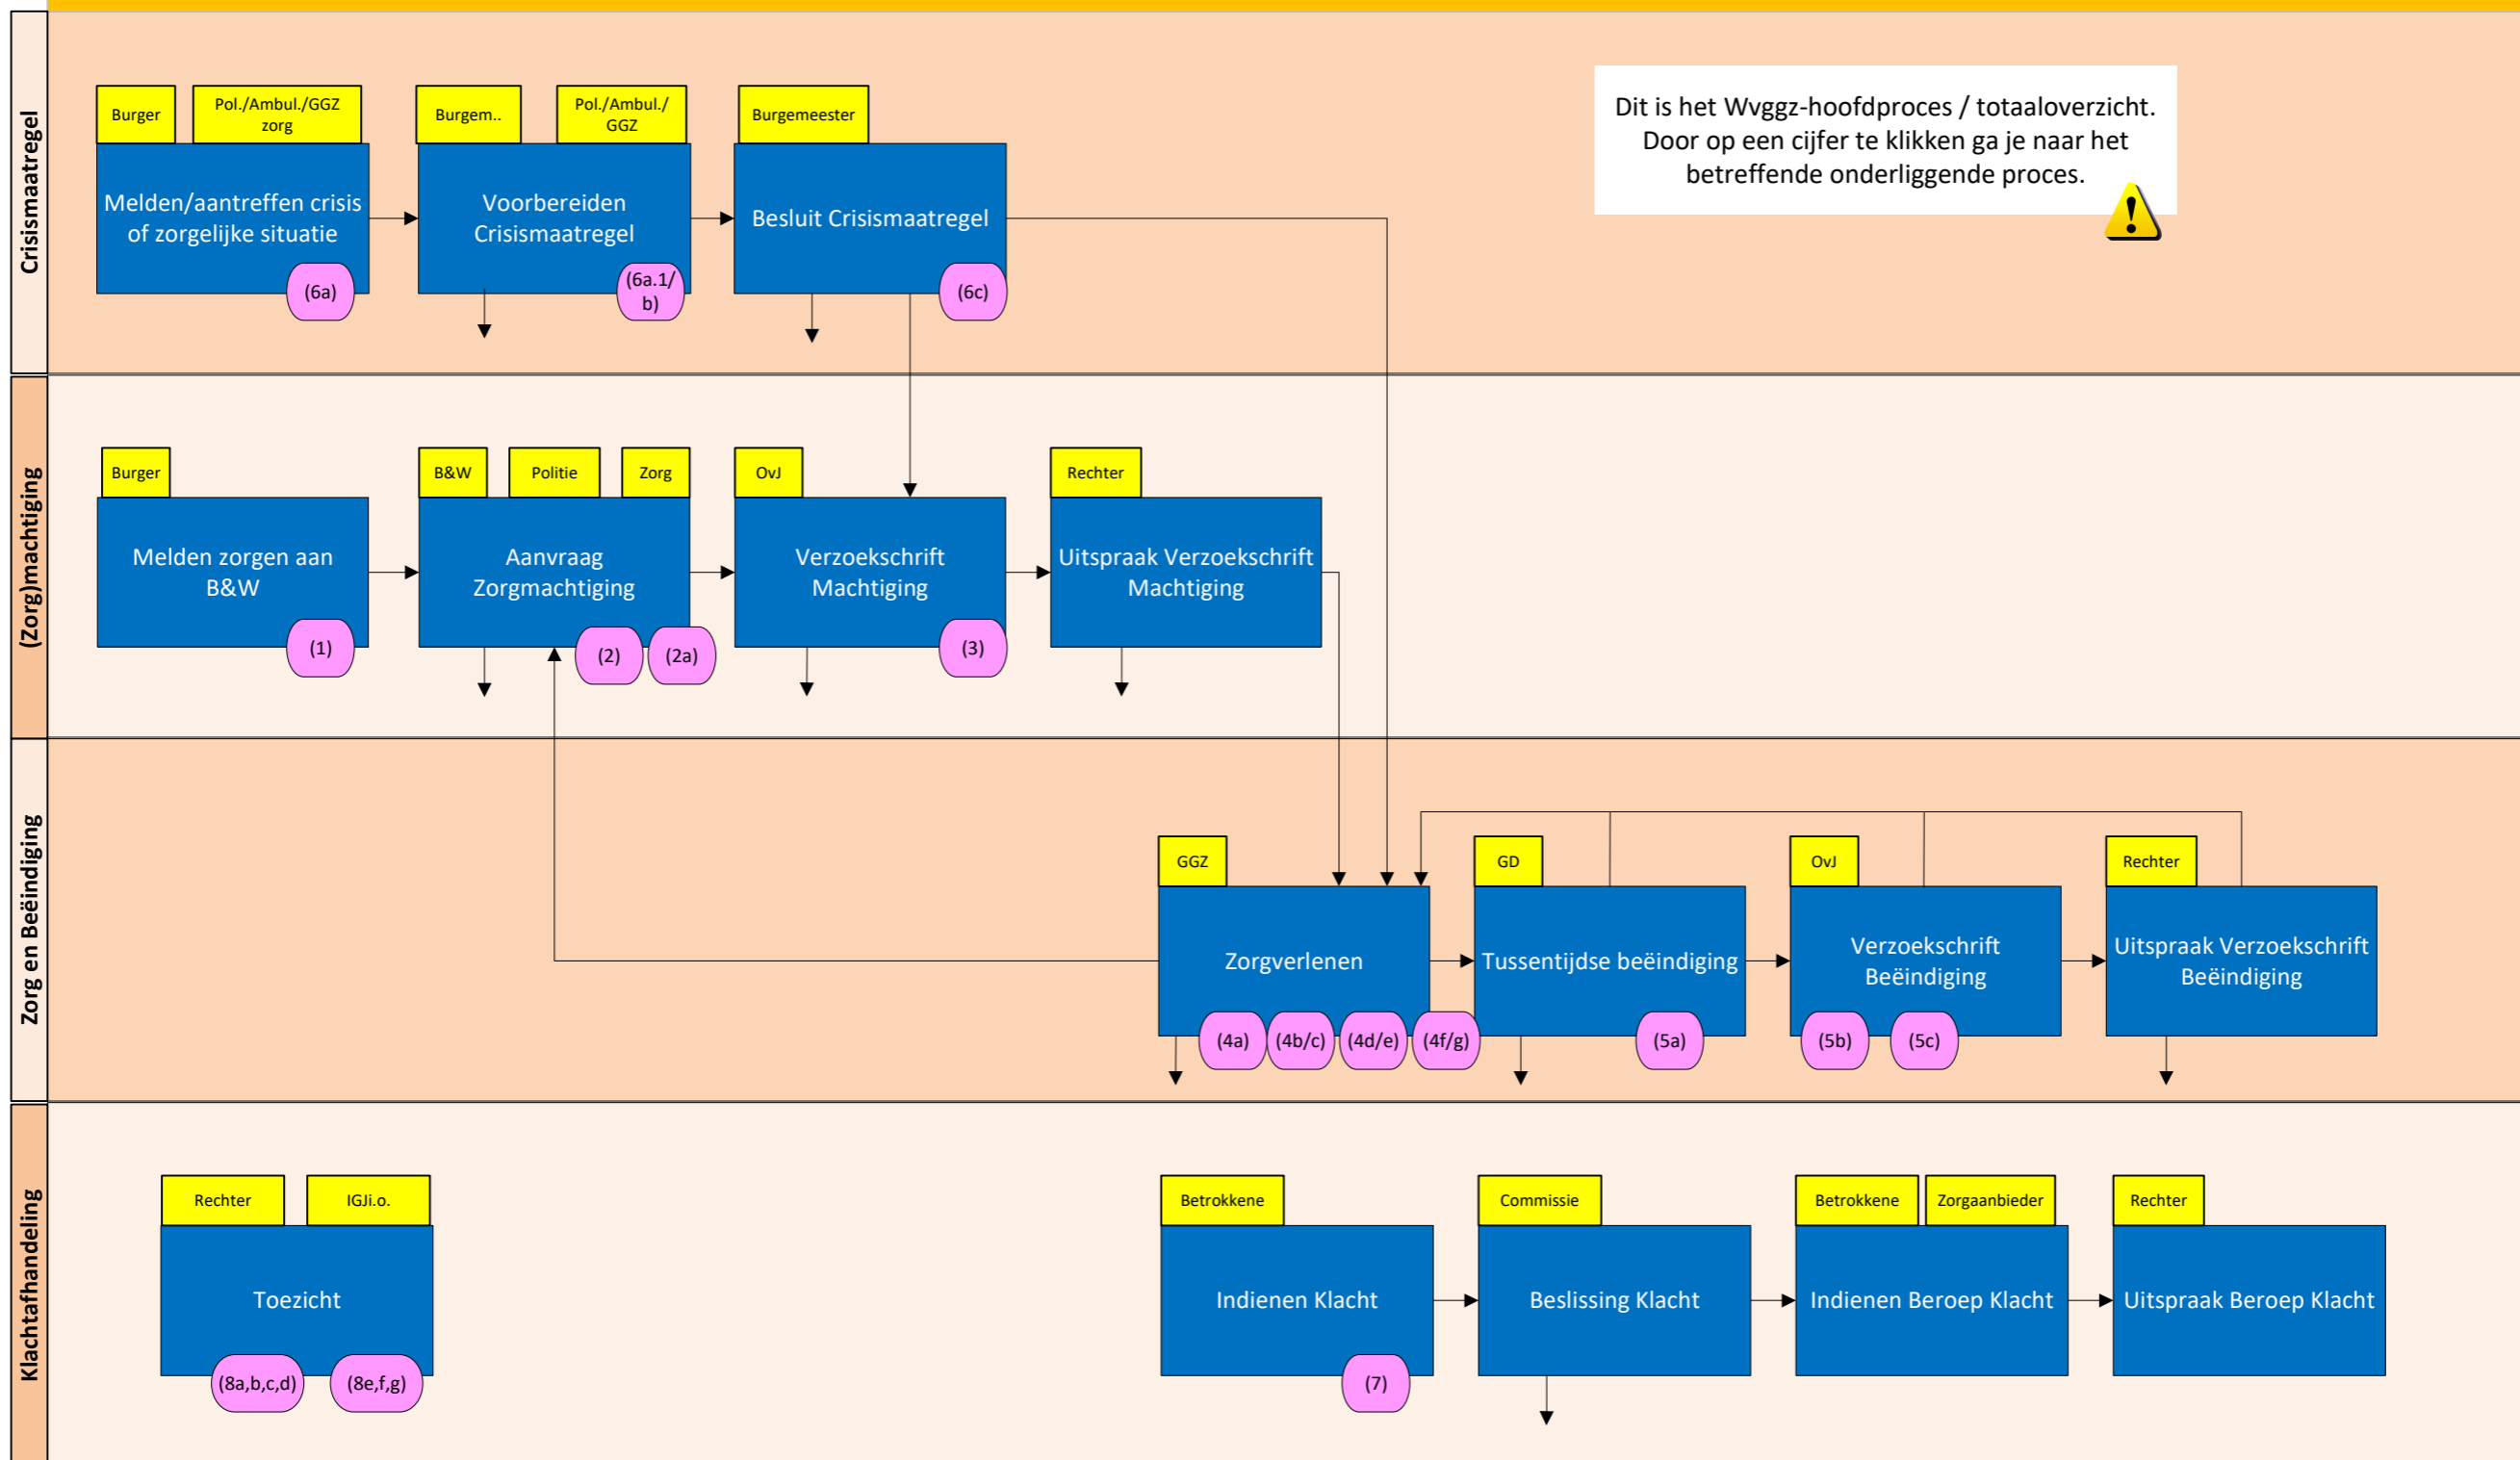 Crisismaatregel
Burger
Pol./Ambul./GGZ
zorg
Melden/aantreffen crisis
of zorgelijke situatie
(6a)
Burgem..
Pol./Ambul./
GGZ
Voorbereiden
Crisismaatregel
(6a.1/
b)
Burgemeester
Besluit Crisismaatregel
(6c)
Dit is het Wvggz-hoofdproces / totaaloverzicht.
Door op een cijfer te klikken ga je naar het
betreffende onderliggende proces.
!
(Zorg)machtiging
Burger
Melden zorgen aan
B&W
(1)
B&W
Politie
Zorg
Aanvraag
Zorgmachtiging
(2)
(2a)
OvJ
Verzoekschrift
Machtiging
(3)
Rechter
Uitspraak Verzoekschrift
Machtiging
Zorg en Beëindiging
GGZ
Zorgverlenen
(4a)
(4b/c)
(4d/e)
(4f/g)
GD
Tussentijdse beëindiging
(5a)
OvJ
Verzoekschrift
Beëindiging
(5b)
(5c)
Rechter
Uitspraak Verzoekschrift
Beëindiging
Klachtafhandeling
Rechter
IGJi.o.
Toezicht
(8a,b,c,d)
(8e,f,g)
Betrokkene
Indienen Klacht
(7)
Commissie
Beslissing Klacht
Betrokkene
Zorgaanbieder
Indienen Beroep Klacht
Rechter
Uitspraak Beroep Klacht